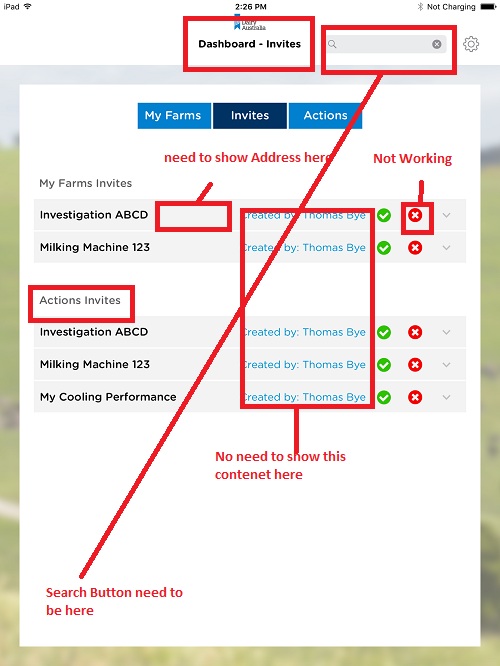 iPad 2:26 PM Not Charging
Dairy
Australia
Dashboard - Invites
My Farms Invites Actions
need to show Address here
Not Working
My Farms Invites
Investigation ABCD Created by: Thomas Bye
Milking Machine 123 Created by: Thomas Bye
Actions Invites
Investigation ABCD Created by: Thomas Bye
Milking Machine 123 Created by: Thomas Bye
My Cooling Performance Created by: Thomas Bye
No need to show this
contenet here
Search Button need to
be here